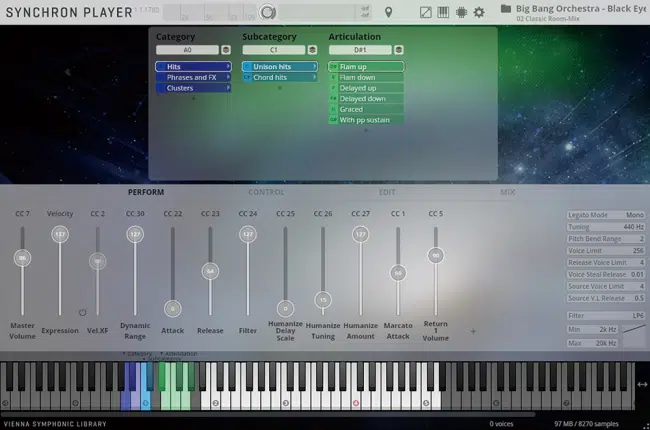 SYNCHRON PLAYER
Big Bang Orchestra - Black Eye
02 Classic Room-Mix
Category
Subcategory
Articulation
A0
C1
D#1
Hits
Unison hits
Flam up
Phrases and FX
Chord hits
Flam down
Clusters
Delayed up
Delayed down
Graced
With pp sustain
PERFORM
CONTROL
EDIT
MIX
CC 7
Velocity
CC 2
CC 30
CC 22
CC 23
CC 24
CC 25
CC 26
CC 27
CC 1
CC 5
127
127
127
127
0
64
0
15
Master Volume
Expression
Vel.XF
Dynamic Range
Attack
Release
Filter
Humanize Delay Scale
Humanize Tuning
Humanize Amount
Marcato Attack
Return 1 Volume
Legato Mode Mono
Tuning 440 Hz
Pitch Bend Range 2
Voice Limit 256
Release Voice Limit 4
Voice Steal Release 0.01
Source Voice Limit 4
Source V.L Release 0.5
Filter LP6
Min 2k Hz
Max 20k Hz
Category
Subcategory
Articulation
VIENNA SYMPHONIC LIBRARY
0 voices
97 MB / 8270 samples